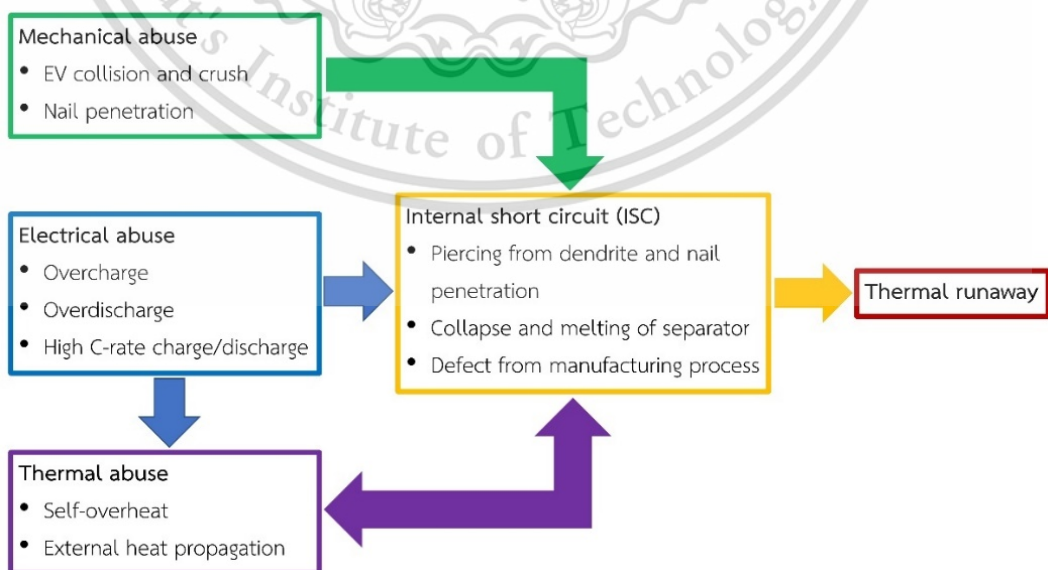 's Institute of Technology
Mechanical abuse
• EV collision and crush
• Nail penetration
Electrical abuse
• Overcharge
• Overdischarge
• High C-rate charge/discharge
Internal short circuit (ISC)
• Piercing from dendrite and nail
penetration
• Collapse and melting of separator
• Defect from manufacturing process
Thermal runaway
Thermal abuse
• Self-overheat
• External heat propagation